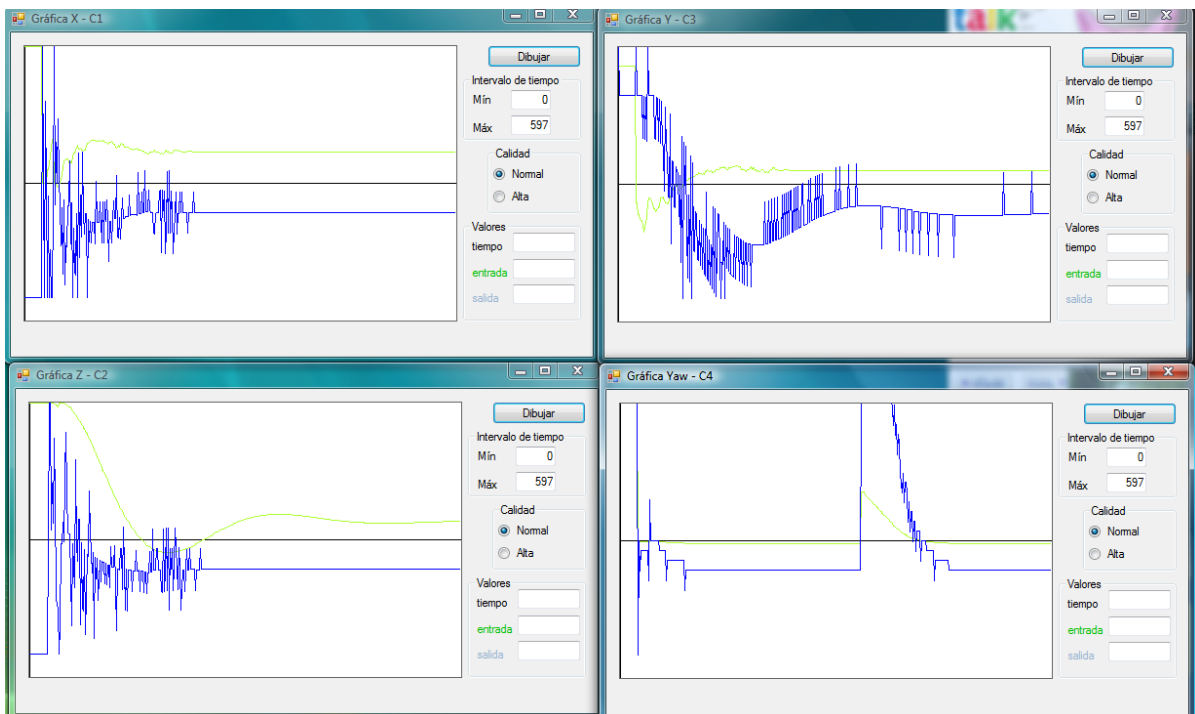 Gráfica X - C1
Dibujar
Intervalo de tiempo
Mín 0
Máx 597
Calidad
Normal
Alta
Valores
tiempo
entrada
salida
Gráfica Y - C3
talk
Dibujar
Intervalo de tiempo
Mín 0
Máx 597
Calidad
Normal
Alta
Valores
tiempo
entrada
salida
Gráfica Z - C2
Dibujar
Intervalo de tiempo
Mín 0
Máx 597
Calidad
Normal
Alta
Valores
tiempo
entrada
salida
Gráfica Yaw - C4
Dibujar
Intervalo de tiempo
Mín 0
Máx 597
Calidad
Normal
Alta
Valores
tiempo
entrada
salida